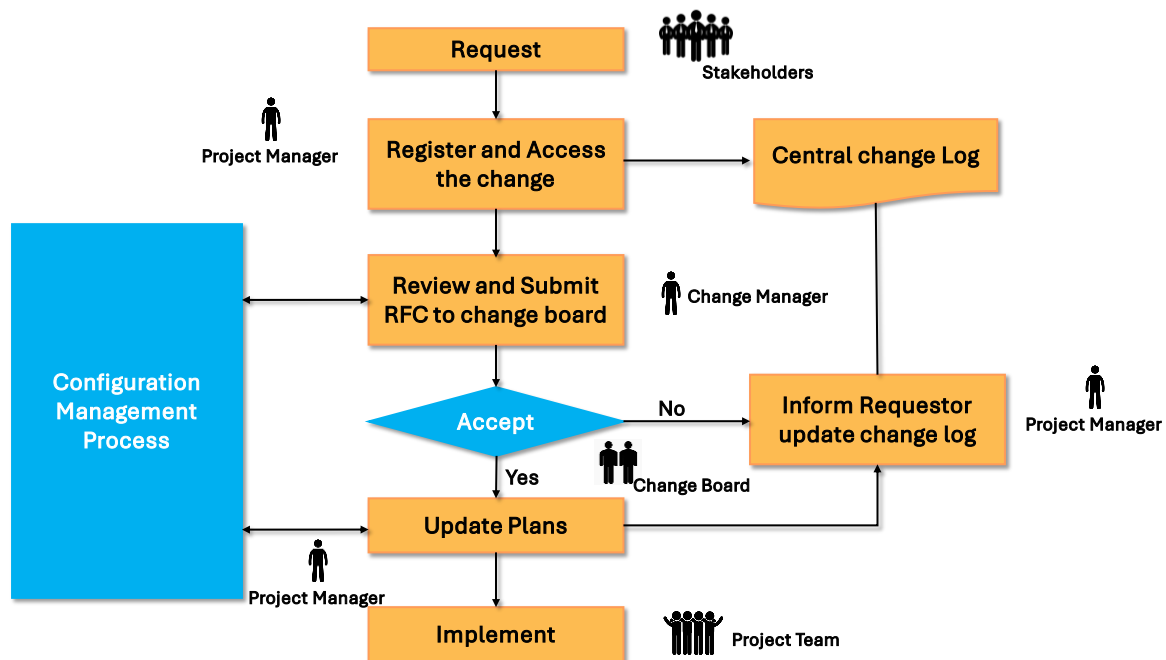 Request
Stakeholders
Project Manager
Register and Access
the change
Central change Log
Review and Submit
RFC to change board
Change Manager
Configuration
Management
Process
Accept
No
Inform Requestor
update change log
Project Manager
Yes
Change Board
Update Plans
Project Manager
Implement
Project Team